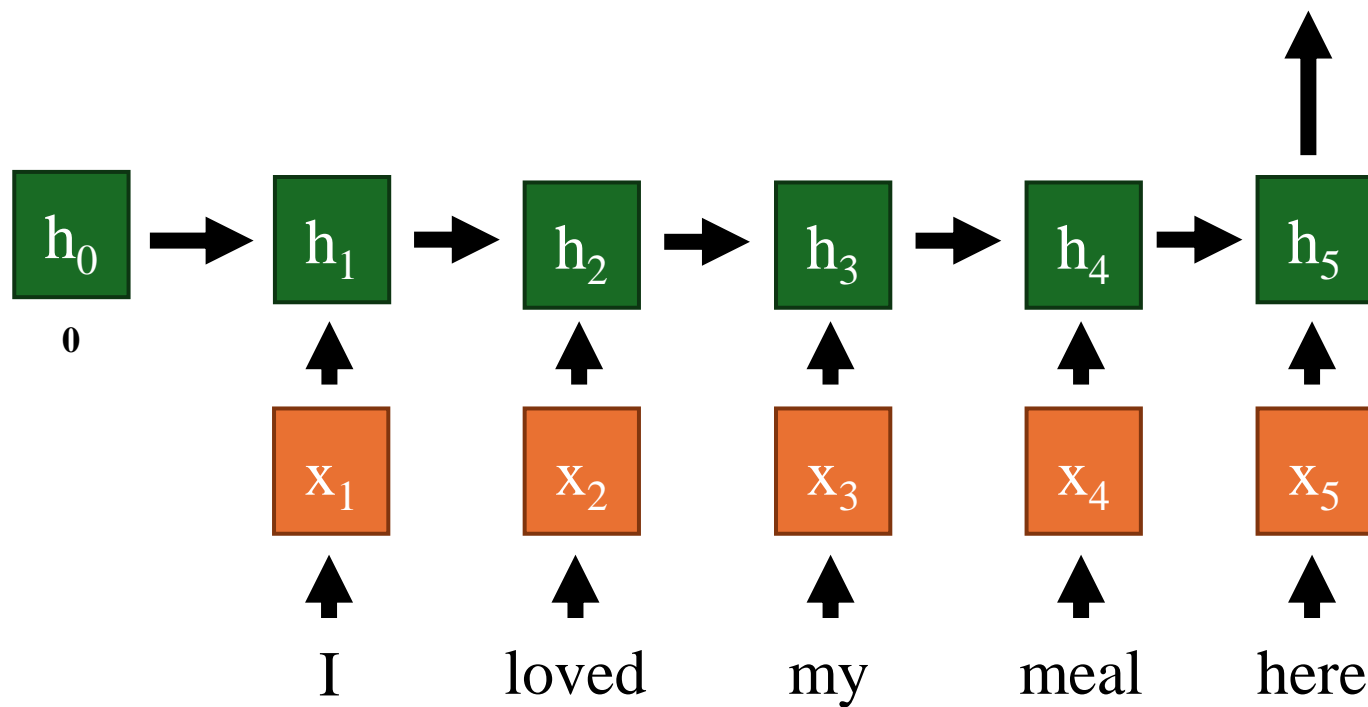 h₀ h₁ h₂ h₃ h₄ h₅
0
x₁ x₂ x₃ x₄ x₅
I loved my meal here